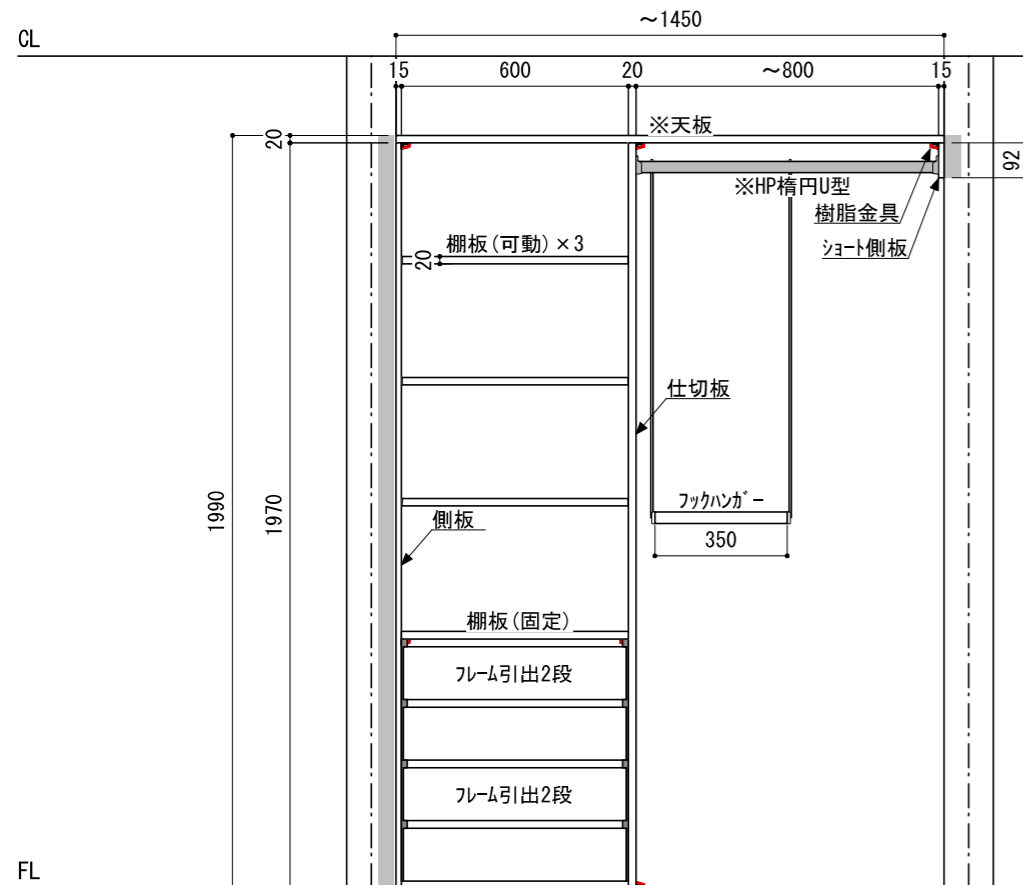 ~1450
CL
15
600
20
~800
15
※天板
20
92
※HP楕円U型
樹脂金具
ショート側板
棚板(可動)×3
20
仕切板
1990
1970
フックハンガー
側板
350
棚板(固定)
フレーム引出2段
フレーム引出2段
FL